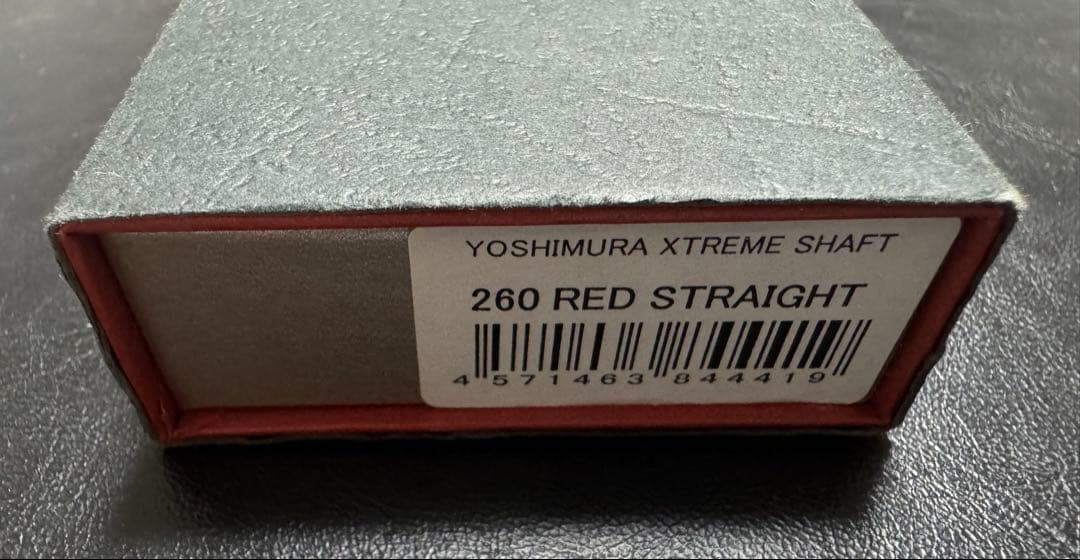 YOSHIMURA XTREME SHAFT
260 RED STRAIGHT
4 571463 844419